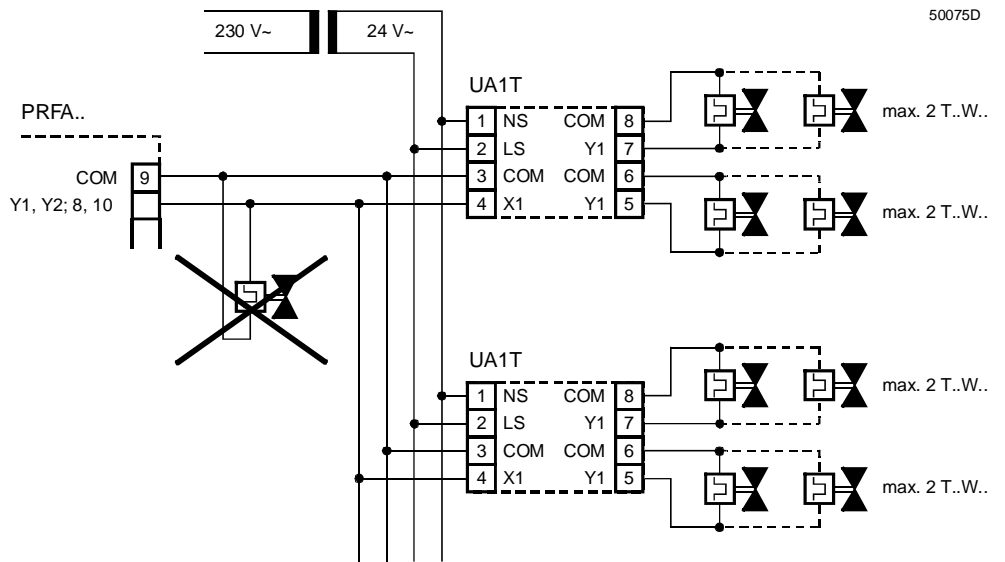 50075D
230 V~ 24 V~
UA1T
PRFA..
1 NS COM 8
2 LS Y1 7
3 COM COM 6
4 X1 Y1 5
max. 2 T..W..
max. 2 T..W..
COM 9
Y1, Y2; 8, 10
UA1T
1 NS COM 8
2 LS Y1 7
3 COM COM 6
4 X1 Y1 5
max. 2 T..W..
max. 2 T..W..